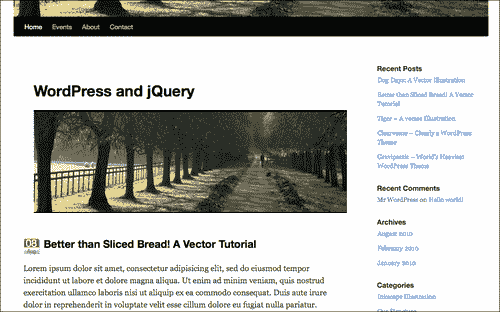 Home Events About Contact
WordPress and jQuery
08
Better than Sliced Bread! A Vector Tutorial
Lorem ipsum dolor sit amet, consectetur adipisicing elit, sed do eiusmod tempor
incididunt ut labore et dolore magna aliqua. Ut enim ad minim veniam, quis nostrud
exercitation ullamco laboris nisi ut aliquip ex ea commodo consequat. Duis aute irure
dolor in reprehenderit in voluptate velit esse cillum dolore eu fugiat nulla pariatur.
Recent Posts
Dog Days: A Vector Illustration
Better than Sliced Bread! A Vector
Tutorial
Tiger – A vector Illustration
Clearwense – Clearly a WordPress
Theme
World's Heaviest
WordPress Theme
Recent Comments
Mr WordPress on Hello world!
Archives
August 2010
February 2010
January 2010
Categories
Inkscape Illustration